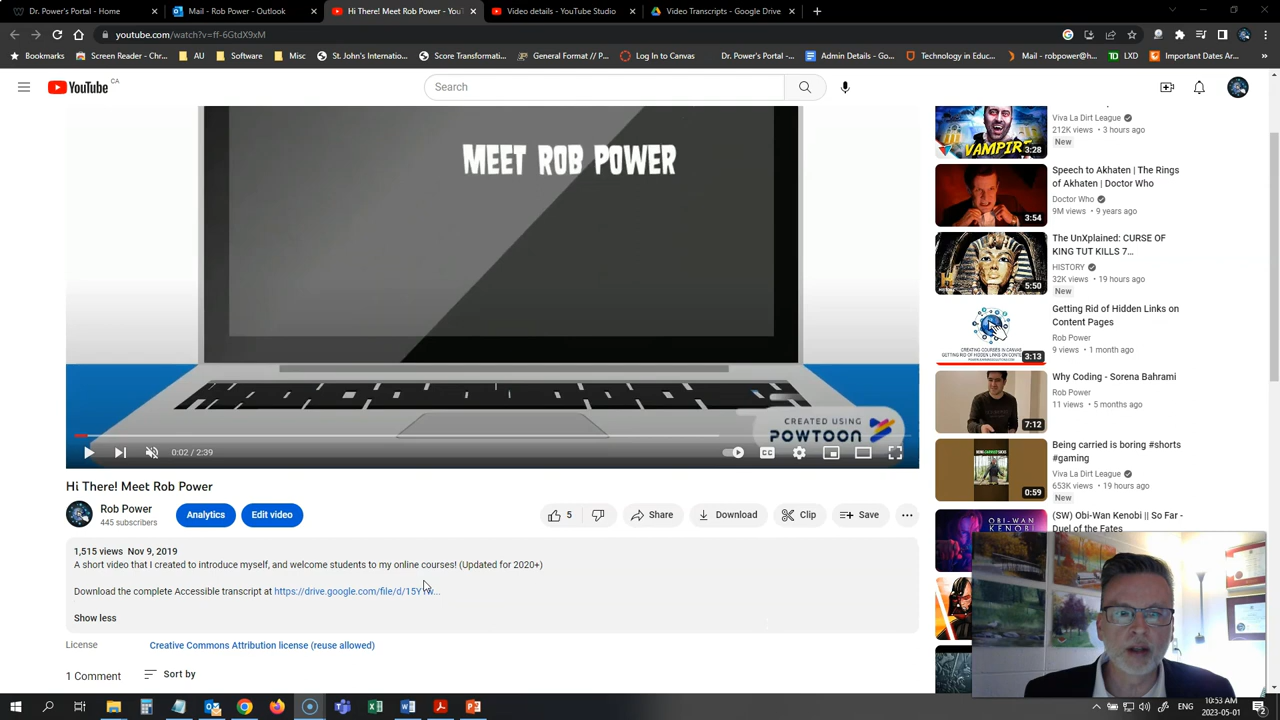 Dr. Power's Portal - Home
Mail - Rob Power - Outlook
Hi There! Meet Rob Power - You
Video details - YouTube Studio
Video Transcripts - Google Drive
youtube.com/watch?v=ff-6GtdX9xM
Bookmarks
Screen Reader - Chr...
AU
Uvaluation
Misc
St. John's Internatio...
Score Transformatio...
General Format // P...
Log In to Canvas
Dr. Power's Portal -...
Admin Details - Go...
Technology in Educ...
Mail - robpower@h...
TD
LBD
Important Dates Ar...
YouTube CA
Search
MEET ROB POWER
CREATED USING
POWTOON
0:02 / 2:39
Hi There! Meet Rob Power
Rob Power
445 subscribers
Analytics
Edit video
5
Share
Download
Clip
Save
1,515 views Nov 9, 2019
A short video that I created to introduce myself, and welcome students to my online courses! (Updated for 2020+)
Download the complete Accessible transcript at https://drive.google.com/file/d/15Y
Show less
License
Creative Commons Attribution license (reuse allowed)
1 Comment
Sort by
VAMPIRE
3:28
Viva La Dirt League
212K views • 3 hours ago
New
3:54
Speech to Akhaten | The Rings
of Akhaten | Doctor Who
Doctor Who
9M views • 9 years ago
5:50
The UnXplained: CURSE OF
KING TUT KILLS 7...
HISTORY
32K views • 19 hours ago
New
CREATING COURSES IN CANVAS
3:13
Getting Rid of Hidden Links on
Content Pages
Rob Power
9 views • 1 month ago
7:12
Why Coding - Sorena Bahrami
Rob Power
11 views • 5 months ago
0:59
Being carried is boring #shorts
#gaming
Viva La Dirt League
653K views • 19 hours ago
New
OBI-WAN
(SW) Obi-Wan Kenobi || So Far -
Duel of the Fates
10:53 AM
2023-05-01